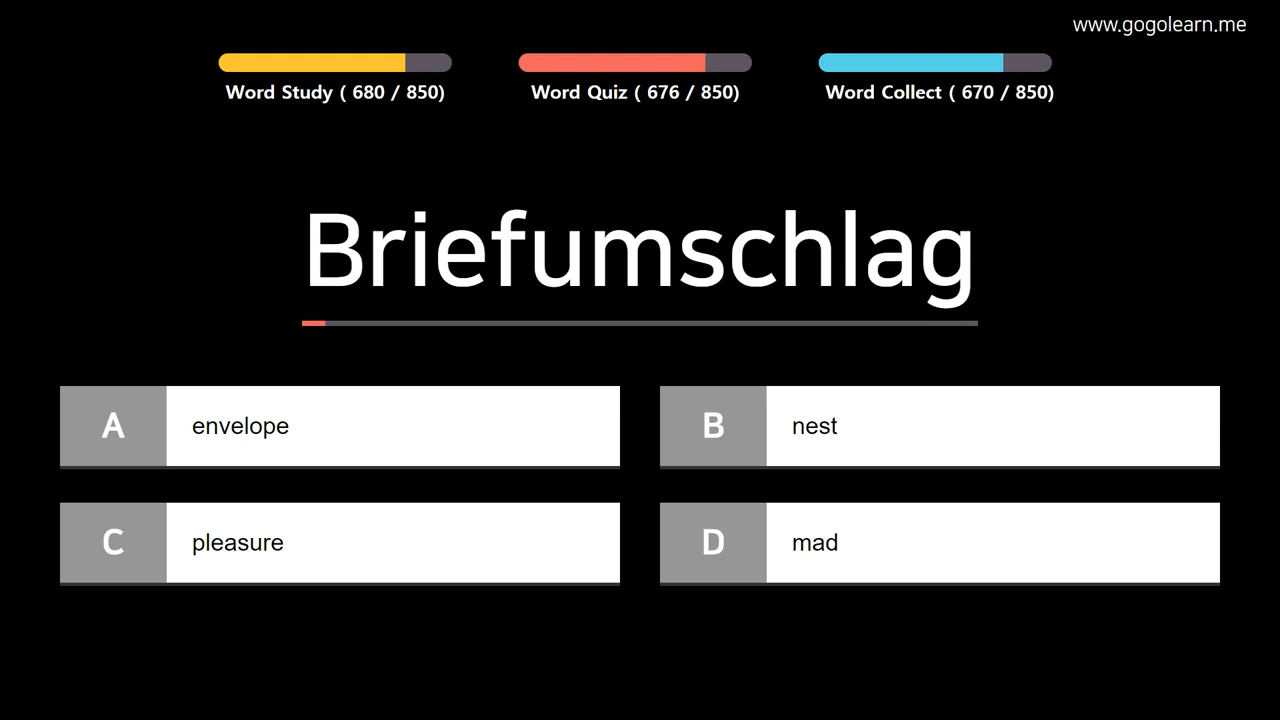 www.gogolearn.me
Word Study ( 680 / 850)
Word Quiz ( 676 / 850)
Word Collect ( 670 / 850)
Briefumschlag
A envelope
B nest
C pleasure
D mad